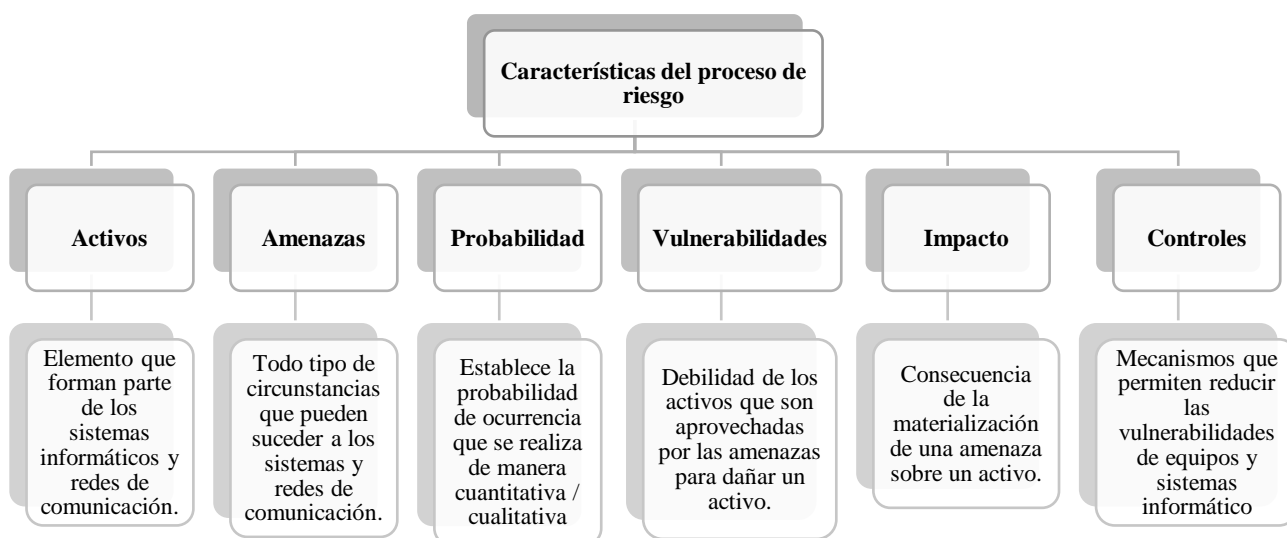 Características del proceso de
riesgo
Activos
Amenazas
Probabilidad
Vulnerabilidades
Impacto
Controles
Elemento que
forman parte
de los
sistemas
informáticos y
redes de
comunicación.
Todo tipo de
circunstancias
que pueden
suceder a los
sistemas y
redes de
comunicación.
Establece la
probabilidad
de ocurrencia
que se realiza
de manera
cuantitativa /
cualitativa
Debilidad de los
activos que son
aprovechadas
por las amenazas
para dañar un
activo.
Consecuencia
de la
materialización
de una amenaza
sobre un activo.
Mecanismos que
permiten reducir
las
vulnerabilidades
de equipos y
sistemas
informático